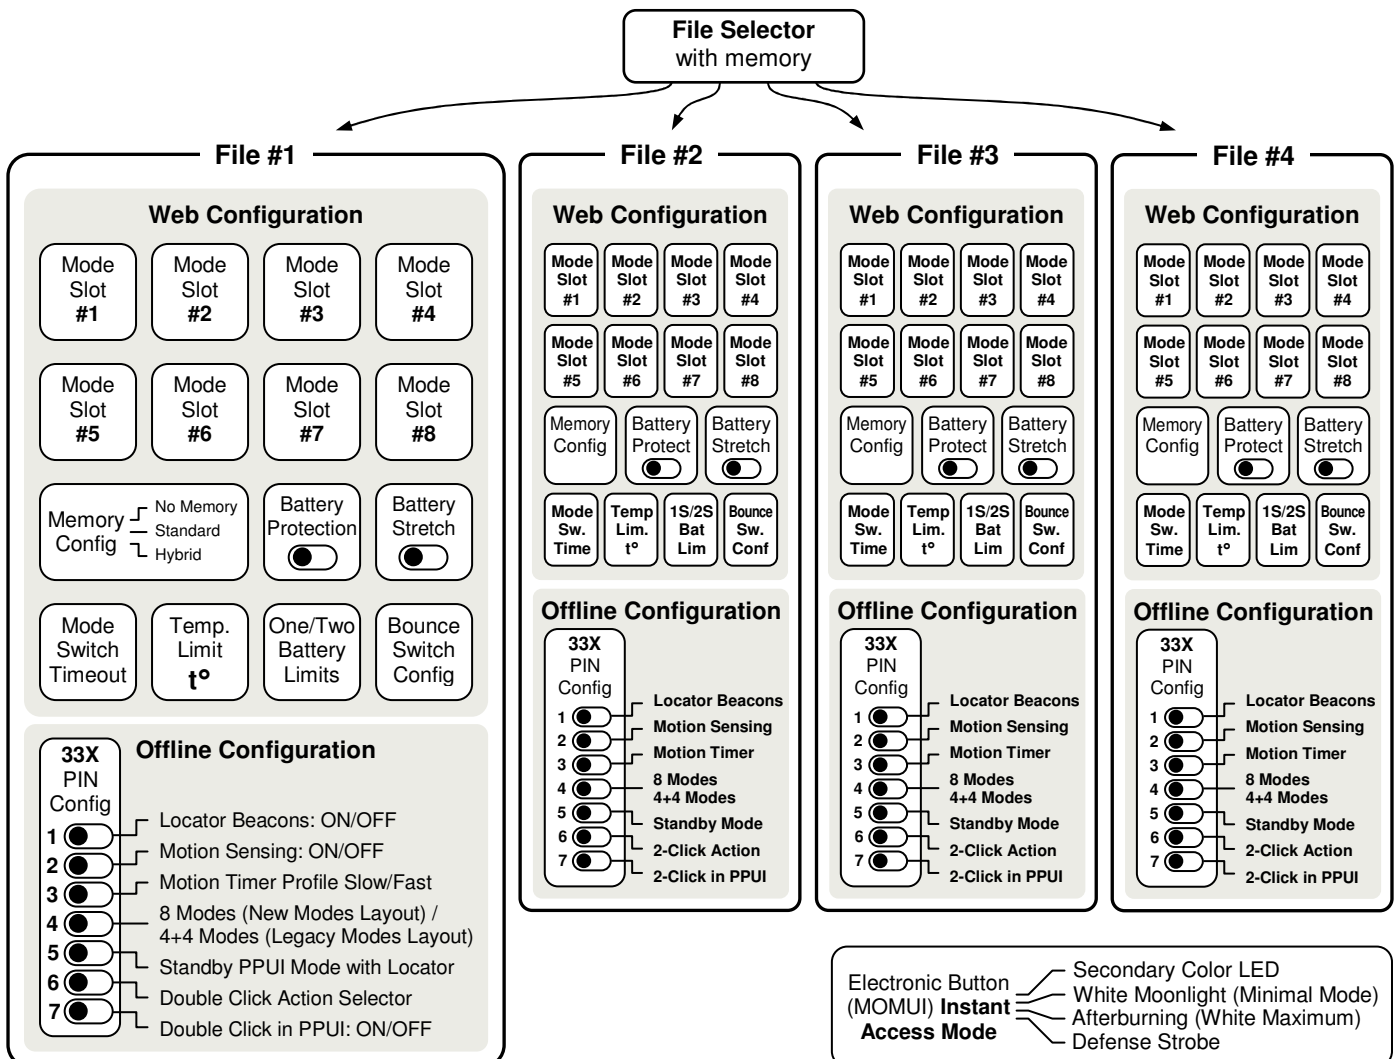 File Selector
with memory
File #1
Web Configuration
Mode Slot #1
Mode Slot #2
Mode Slot #3
Mode Slot #4
Mode Slot #5
Mode Slot #6
Mode Slot #7
Mode Slot #8
Memory Config
No Memory
Standard
Hybrid
Battery Protection
Battery Stretch
Mode Switch Timeout
Temp. Limit t°
One/Two Battery Limits
Bounce Switch Config
Offline Configuration
33X PIN Config
1 Locator Beacons: ON/OFF
2 Motion Sensing: ON/OFF
3 Motion Timer Profile Slow/Fast
4 8 Modes (New Modes Layout) /
4+4 Modes (Legacy Modes Layout)
5 Standby PPUI Mode with Locator
6 Double Click Action Selector
7 Double Click in PPUI: ON/OFF
File #2
Web Configuration
Mode Slot #1
Mode Slot #2
Mode Slot #3
Mode Slot #4
Mode Slot #5
Mode Slot #6
Mode Slot #7
Mode Slot #8
Memory Config
Battery Protect
Battery Stretch
Mode Sw. Time
Temp Lim. t°
1S/2S Bat Lim
Bounce Sw. Conf
Offline Configuration
33X PIN Config
1 Locator Beacons
2 Motion Sensing
3 Motion Timer
4 8 Modes
4+4 Modes
5 Standby Mode
6 2-Click Action
7 2-Click in PPUI
File #3
Web Configuration
Mode Slot #1
Mode Slot #2
Mode Slot #3
Mode Slot #4
Mode Slot #5
Mode Slot #6
Mode Slot #7
Mode Slot #8
Memory Config
Battery Protect
Battery Stretch
Mode Sw. Time
Temp Lim. t°
1S/2S Bat Lim
Bounce Sw. Conf
Offline Configuration
33X PIN Config
1 Locator Beacons
2 Motion Sensing
3 Motion Timer
4 8 Modes
4+4 Modes
5 Standby Mode
6 2-Click Action
7 2-Click in PPUI
File #4
Web Configuration
Mode Slot #1
Mode Slot #2
Mode Slot #3
Mode Slot #4
Mode Slot #5
Mode Slot #6
Mode Slot #7
Mode Slot #8
Memory Config
Battery Protect
Battery Stretch
Mode Sw. Time
Temp Lim. t°
1S/2S Bat Lim
Bounce Sw. Conf
Offline Configuration
33X PIN Config
1 Locator Beacons
2 Motion Sensing
3 Motion Timer
4 8 Modes
4+4 Modes
5 Standby Mode
6 2-Click Action
7 2-Click in PPUI
Electronic Button
(MOMUI) Instant
Access Mode
Secondary Color LED
White Moonlight (Minimal Mode)
Afterburning (White Maximum)
Defense Strobe